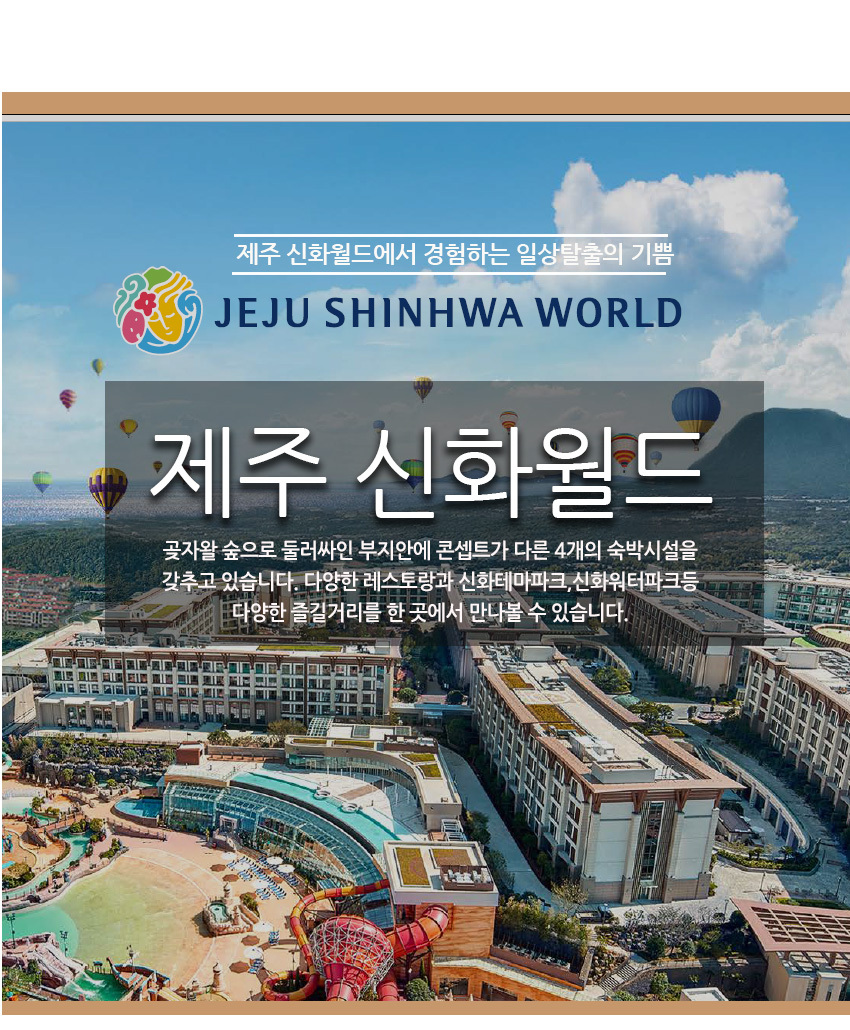 제주 신화월드에서 경험하는 일상탈출의 기쁨
JEJU SHINHWA WORLD
제주 신화월드
곶자왈 숲으로 둘러싸인 부지안에 콘셉트가 다른 4개의 숙박시설을
갖추고 있습니다. 다양한 레스토랑과 신화테마파크,신화워터파크등
다양한 즐길거리를 한 곳에서 만나볼 수 있습니다.